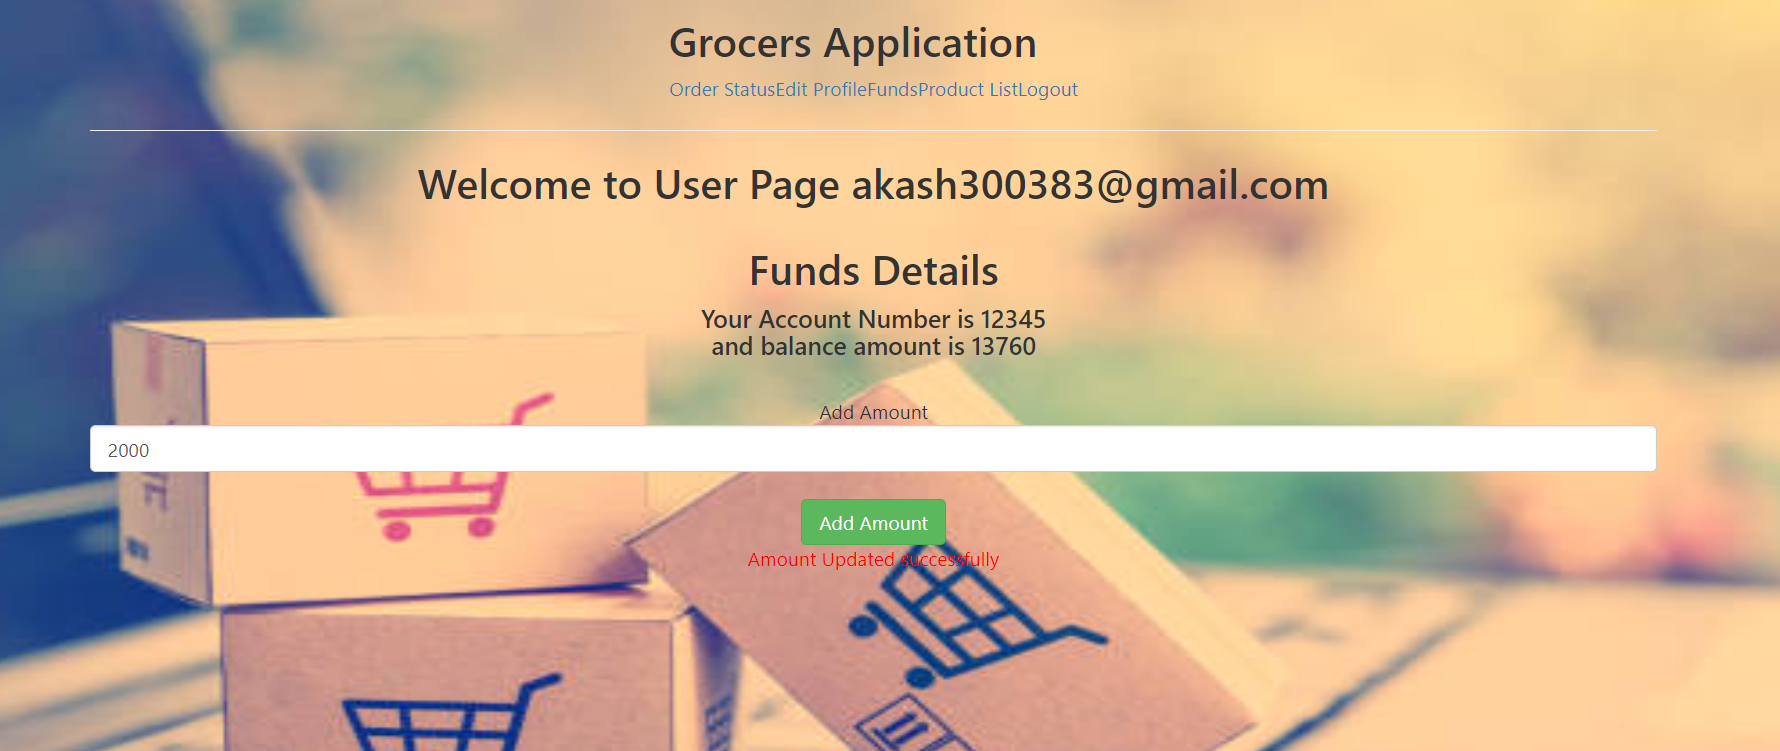 Grocers Application
Order StatusEdit ProfileFundsProduct ListLogout
Welcome to User Page akash300383@gmail.com
Funds Details
Your Account Number is 12345
and balance amount is 13760
Add Amount
2000
Add Amount
Amount Updated successfully